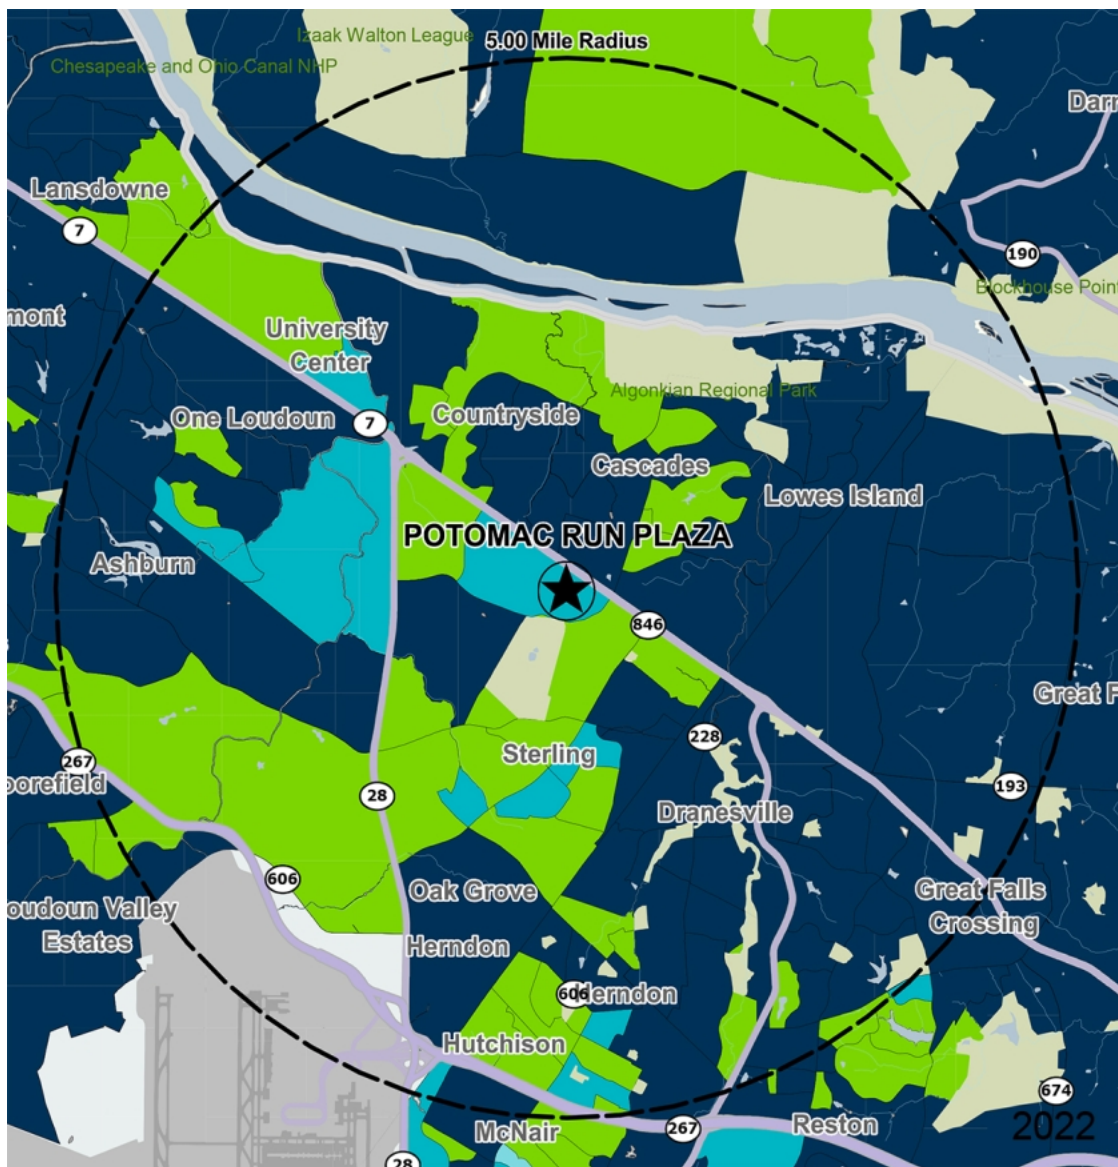 Izaak Walton League
5.00 Mile Radius
Chesapeake and Ohio Canal NHP
Darn
Lansdowne
7
190
Blockhouse Point
mont
University
Center
Algonkian Regional Park
One Loudoun
7
Countryside
Cascades
Lowes Island
POTOMAC RUN PLAZA
Ashburn
846
Great F
228
Sterling
267
oorefield
28
193
Dranesville
606
Oak Grove
Great Falls
Crossing
oudoun Valley
Estates
Herndon
606
Herndon
Hutchison
674
McNair
267
Reston
2022
28